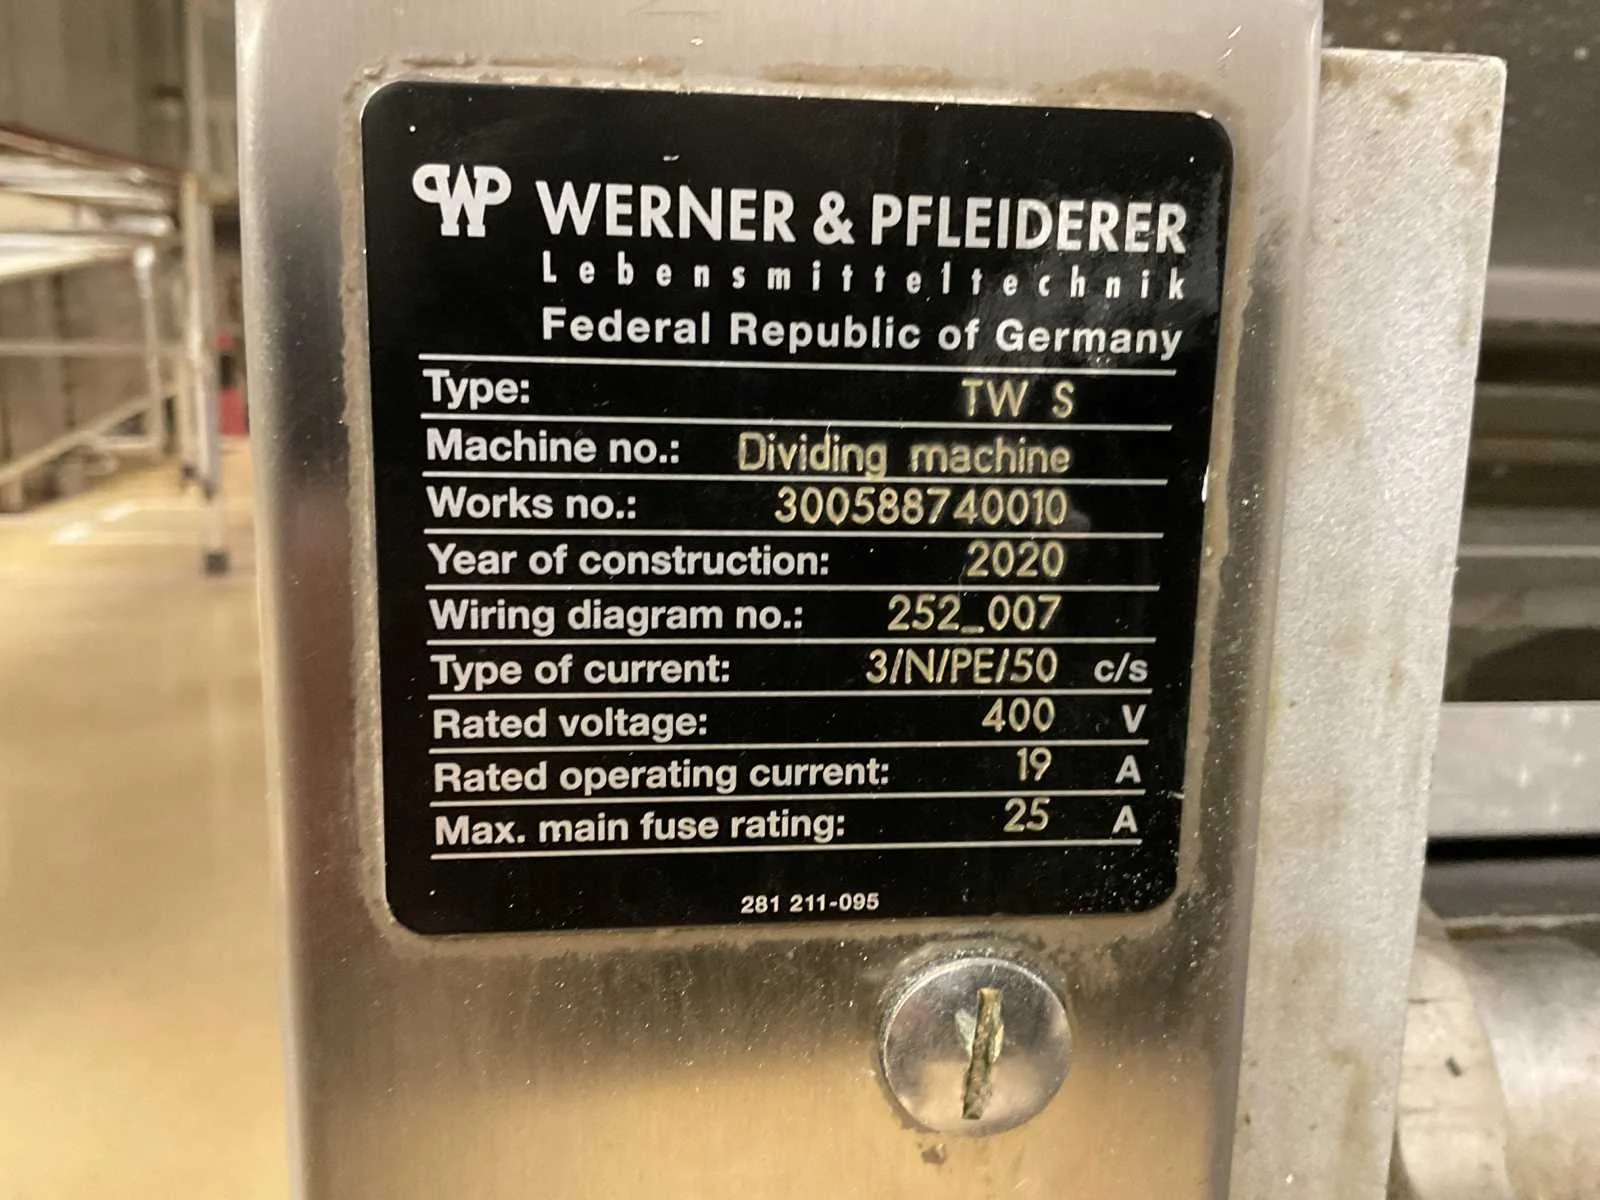 WP WERNER & PFLEIDERER
Lebensmitteltechnik
Federal Republic of Germany
Type: TW S
Machine no.: Dividing machine
Works no.: 300588740010
Year of construction: 2020
Wiring diagram no.: 252_007
Type of current: 3/N/PE/50 c/s
Rated voltage: 400 V
Rated operating current: 19 A
Max. main fuse rating: 25 A
281 211-095